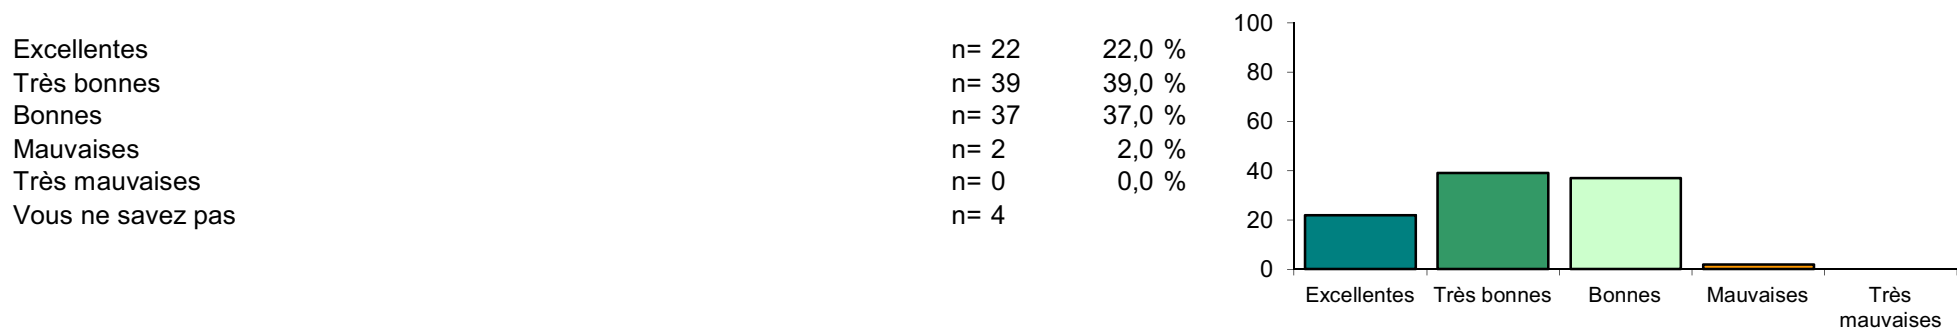 Excellentes n= 22 22,0 %
Très bonnes n= 39 39,0 %
Bonnes n= 37 37,0 %
Mauvaises n= 2 2,0 %
Très mauvaises n= 0 0,0 %
Vous ne savez pas n= 4
100
80
60
40
20
0
Excellentes Très bonnes Bonnes Mauvaises Très
mauvaises